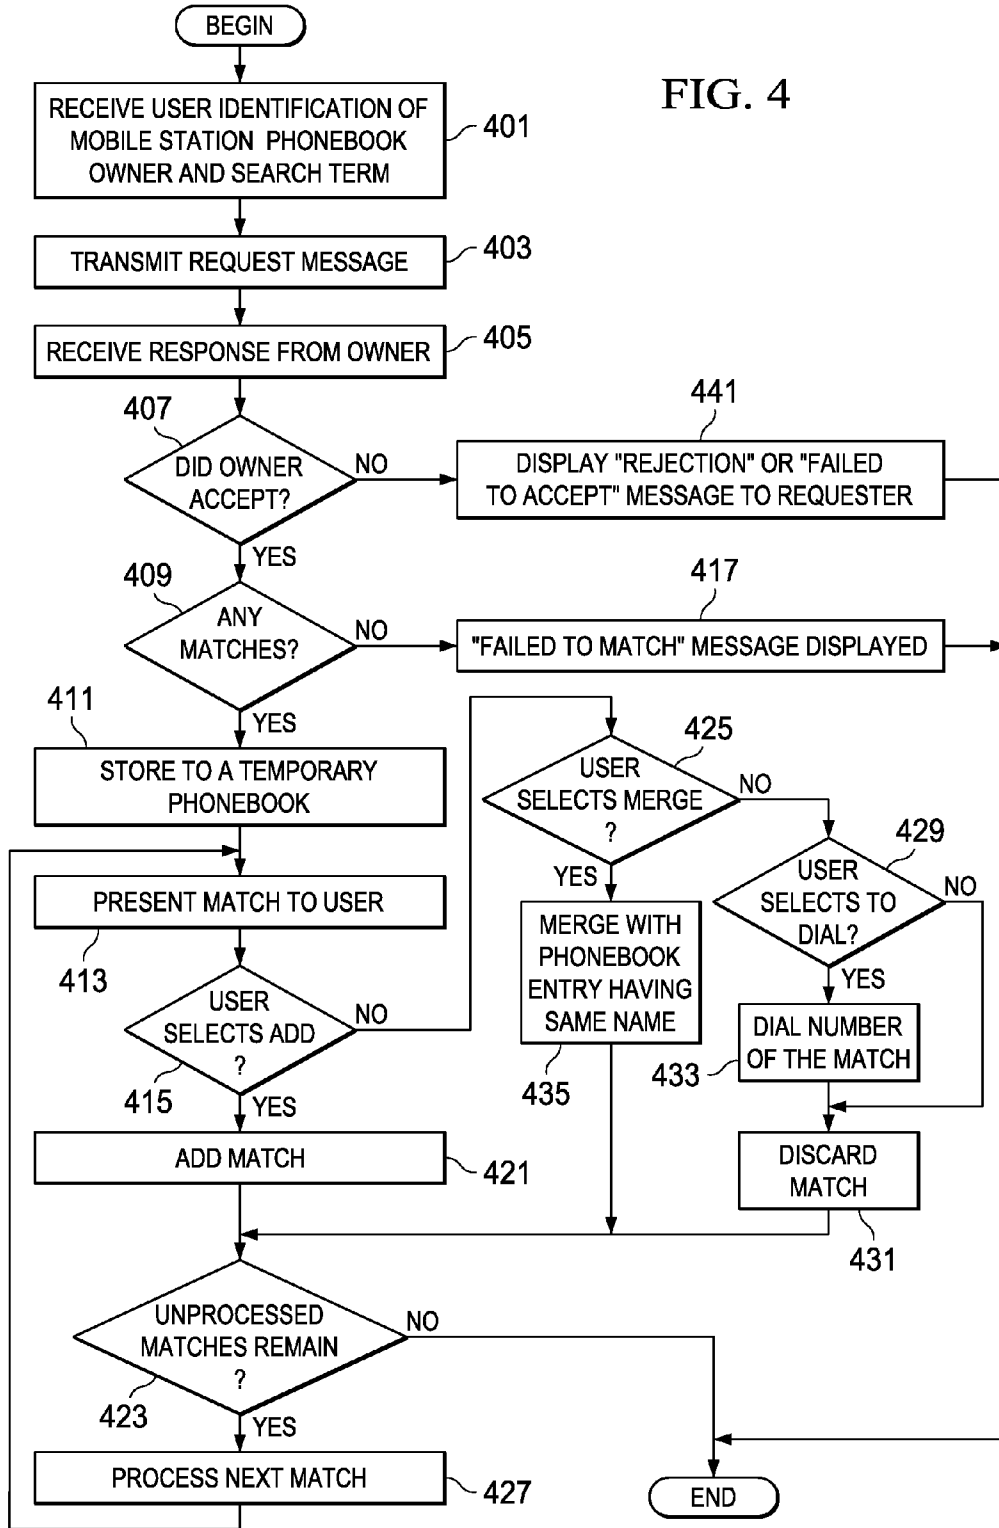 BEGIN
FIG. 4
RECEIVE USER IDENTIFICATION OF
MOBILE STATION PHONEBOOK
OWNER AND SEARCH TERM
401
TRANSMIT REQUEST MESSAGE
403
RECEIVE RESPONSE FROM OWNER
405
407
DID OWNER
ACCEPT?
NO
YES
441
DISPLAY "REJECTION" OR "FAILED
TO ACCEPT" MESSAGE TO REQUESTER
409
ANY
MATCHES?
NO
YES
417
"FAILED TO MATCH" MESSAGE DISPLAYED
411
STORE TO A TEMPORARY
PHONEBOOK
425
USER
SELECTS MERGE
?
NO
YES
429
USER
SELECTS TO
DIAL?
NO
YES
PRESENT MATCH TO USER
413
MERGE WITH
PHONEBOOK
ENTRY HAVING
SAME NAME
435
USER
SELECTS ADD
?
NO
415
YES
DIAL NUMBER
OF THE MATCH
433
ADD MATCH
421
DISCARD
MATCH
431
UNPROCESSED
MATCHES REMAIN
?
NO
423
YES
PROCESS NEXT MATCH
427
END